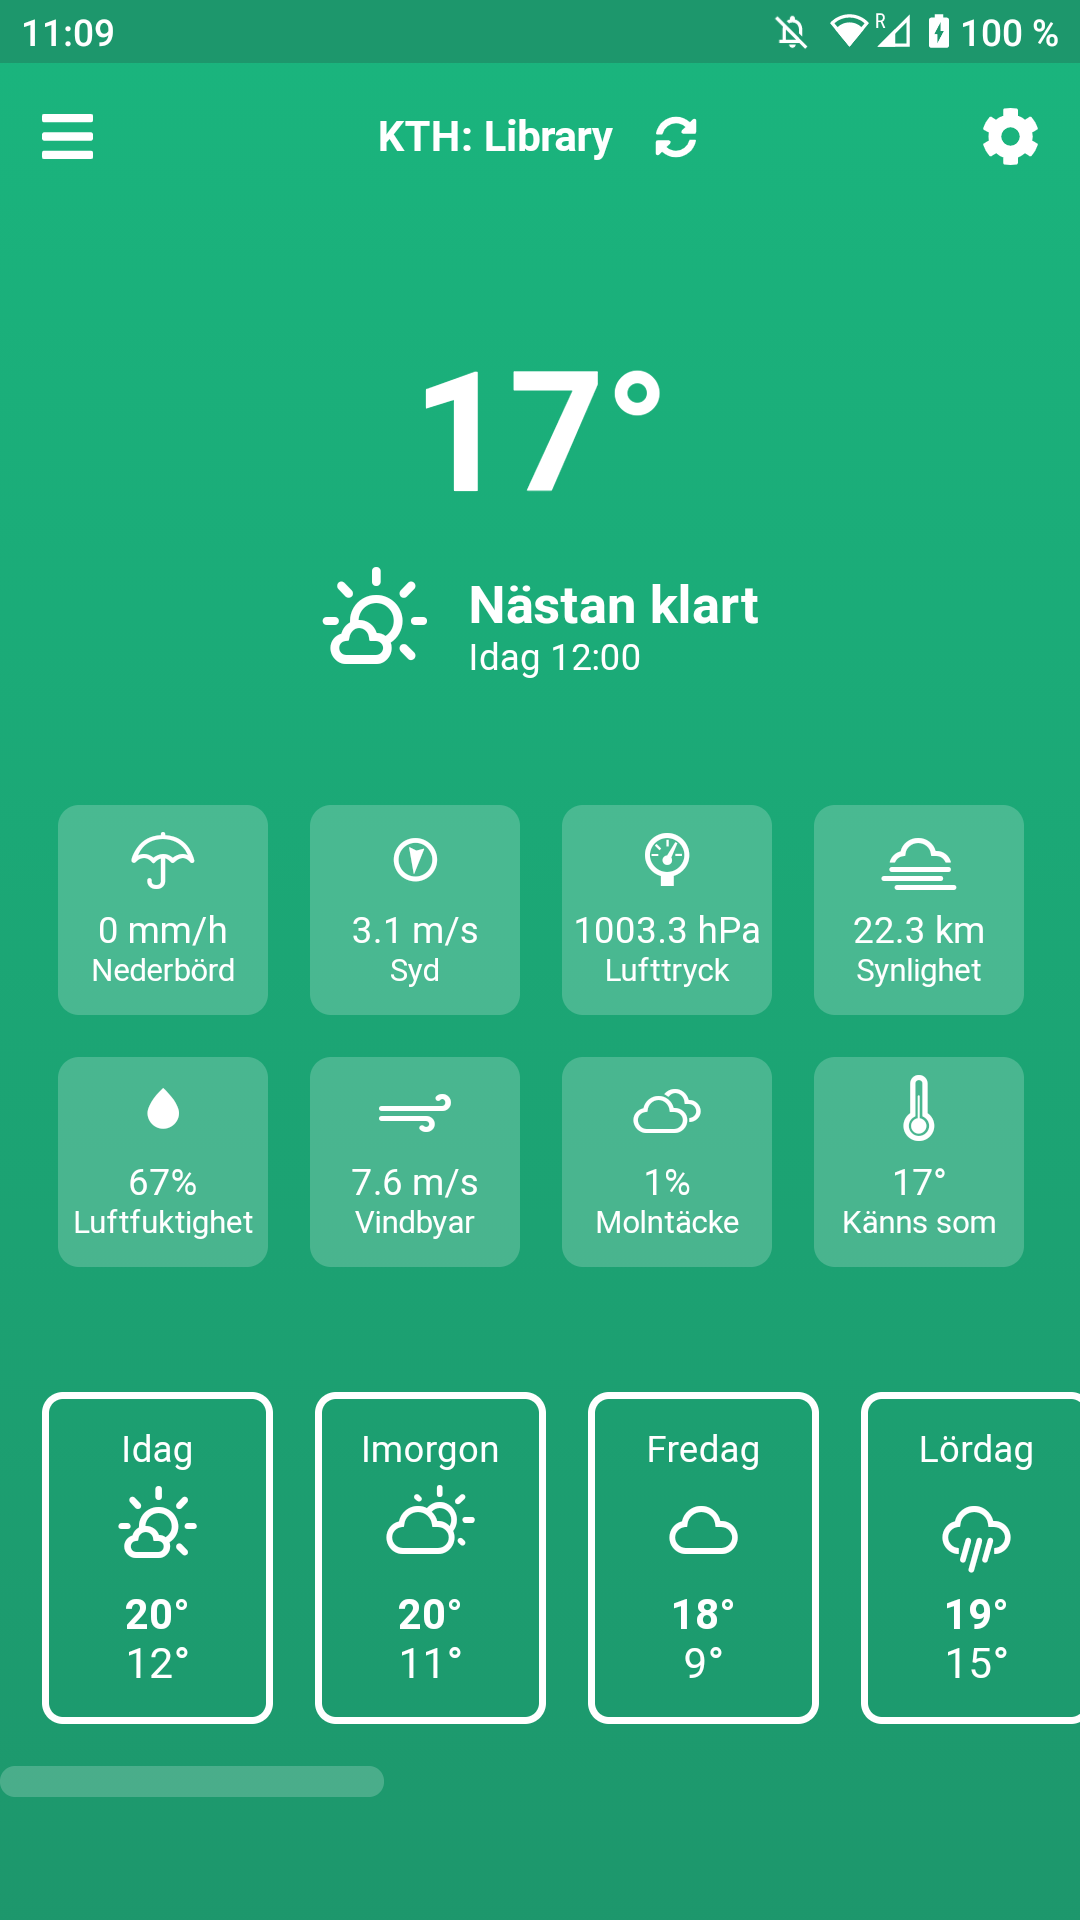 11:09
R
100 %
KTH: Library
17°
Nästan klart
Idag 12:00
0 mm/h
Nederbörd
3.1 m/s
Syd
1003.3 hPa
Lufttryck
22.3 km
Synlighet
67%
Luftfuktighet
7.6 m/s
Vindbyar
1%
Molntäcke
17°
Känns som
Idag
20°
12°
Imorgon
20°
11°
Fredag
18°
9°
Lördag
19°
15°